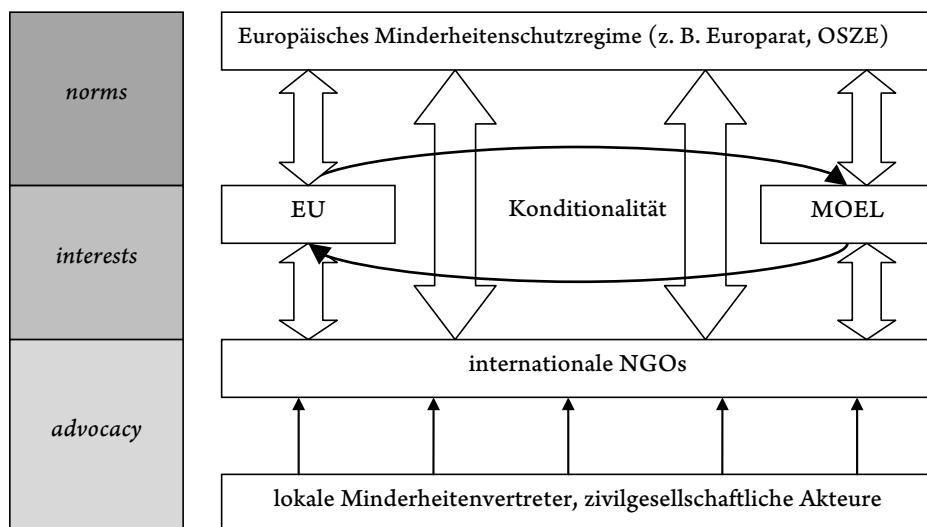 Europäisches Minderheitenschutzregime (z. B. Europarat, OSZE)
norms
EU
Konditionalität
MOEL
interests
internationale NGOs
advocacy
lokale Minderheitenvertreter, zivilgesellschaftliche Akteure